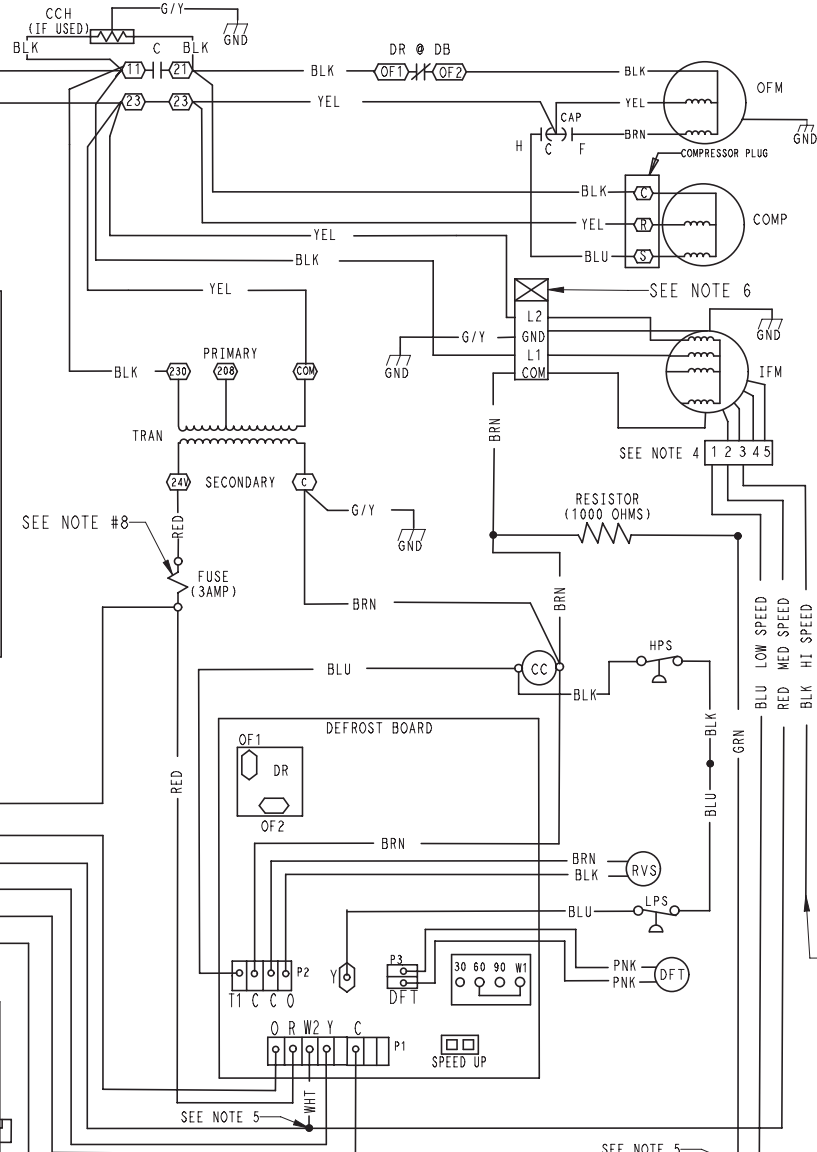 CCH
(IF USED)
G/Y
GND
BLK
BLK
C
11
21
BLK
DR @ DB
OF1
OF2
BLK
OFM
23
23
YEL
YEL
CAP
BRN
GND
H
C
F
COMPRESSOR PLUG
BLK
C
YEL
R
COMP
YEL
BLU
S
BLK
YEL
SEE NOTE 6
L2
G/Y
GND
GND
GND
L1
COM
IFM
PRIMARY
BLK
230
208
COM
TRAN
BRN
SEE NOTE 4
1 2 3 4 5
24V
SECONDARY
C
RED
G/Y
GND
RESISTOR
(1000 OHMS)
SEE NOTE #8
FUSE
(3AMP)
BRN
BRN
BLU LOW SPEED
RED MED SPEED
BLK HI SPEED
HPS
BLU
CC
BLK
BLK
GRN
DEFROST BOARD
OF1
DR
OF2
RED
BLU
BRN
BRN
BLK
RVS
LPS
BLU
P2
Y
P3
DFT
30 60 90 W1
PNK
PNK
DFT
T1 C C O
O R W2 Y C
P1
SPEED UP
WHT
SEE NOTE 5
SEE NOTE 5